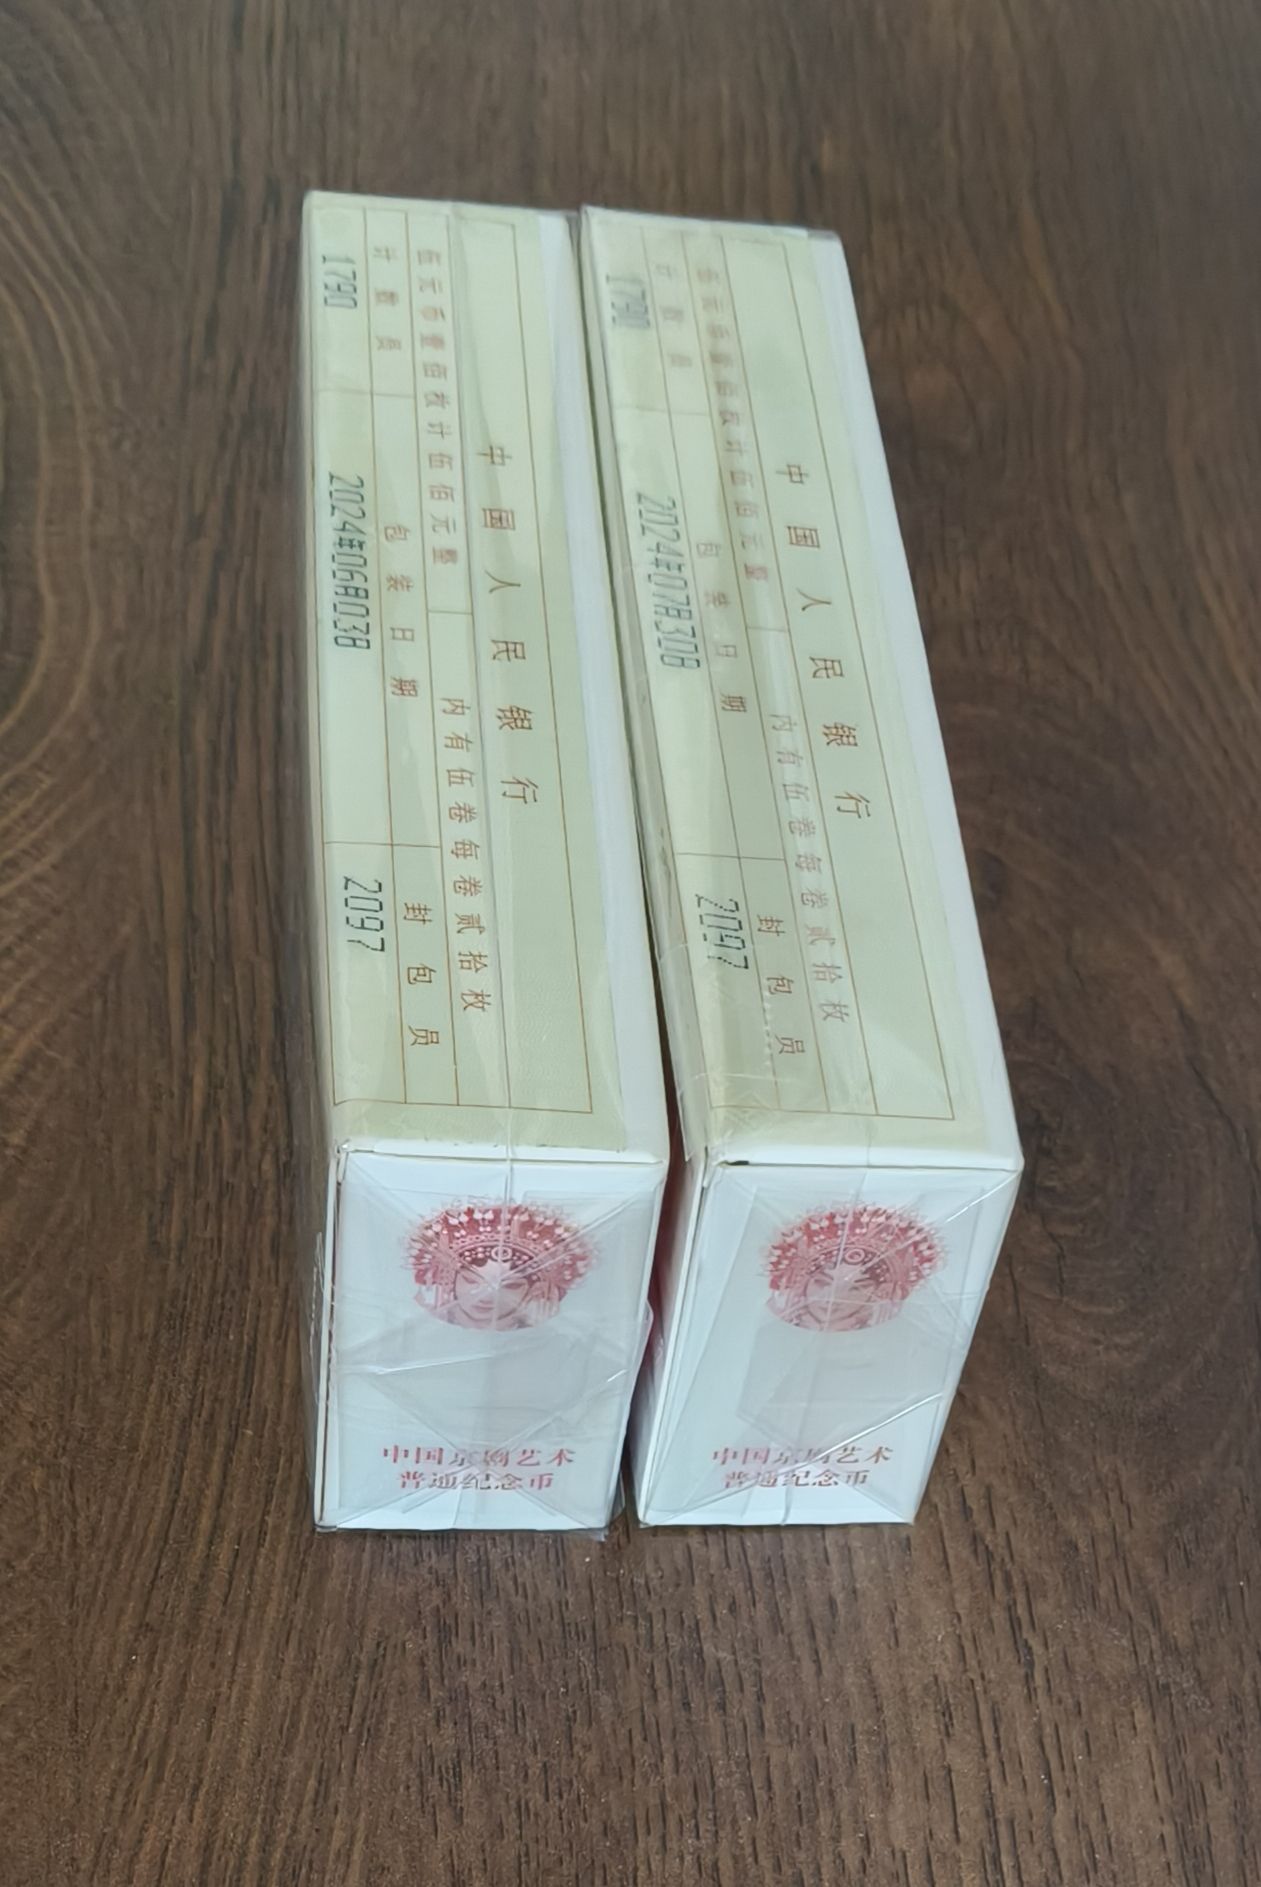 中国人民银行
伍元币壹佰枚计伍佰元整
内有伍卷每卷贰拾枚
计数员
包装日期
封包员
1790
2024年06月03日
2097
中国京剧艺术
普通纪念币
中国人民银行
伍元币壹佰枚计伍佰元整
内有伍卷每卷贰拾枚
计数员
包装日期
封包员
1790
2024年07月30日
2097
中国京剧艺术
普通纪念币